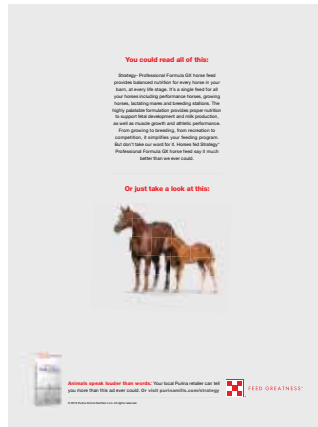 You could read all of this:
Strategy® Professional Formula GX horse feed
provides balanced nutrition for every horse in your
barn, at every life stage. It's a single feed for all
your horses including performance horses, growing
horses, lactating mares and breeding stallions. The
highly palatable formulation provides proper nutrition
to support fetal development and milk production,
as well as muscle growth and athletic performance.
From growing to breeding, from recreation to
competition, it simplifies your feeding program.
But don't take our word for it. Horses fed Strategy®
Professional Formula GX horse feed say it much
better than we ever could.
Or just take a look at this:
Animals speak louder than words.® Your local Purina retailer can tell
you more than this ad ever could. Or visit purinamills.com/strategy
FEED GREATNESS™